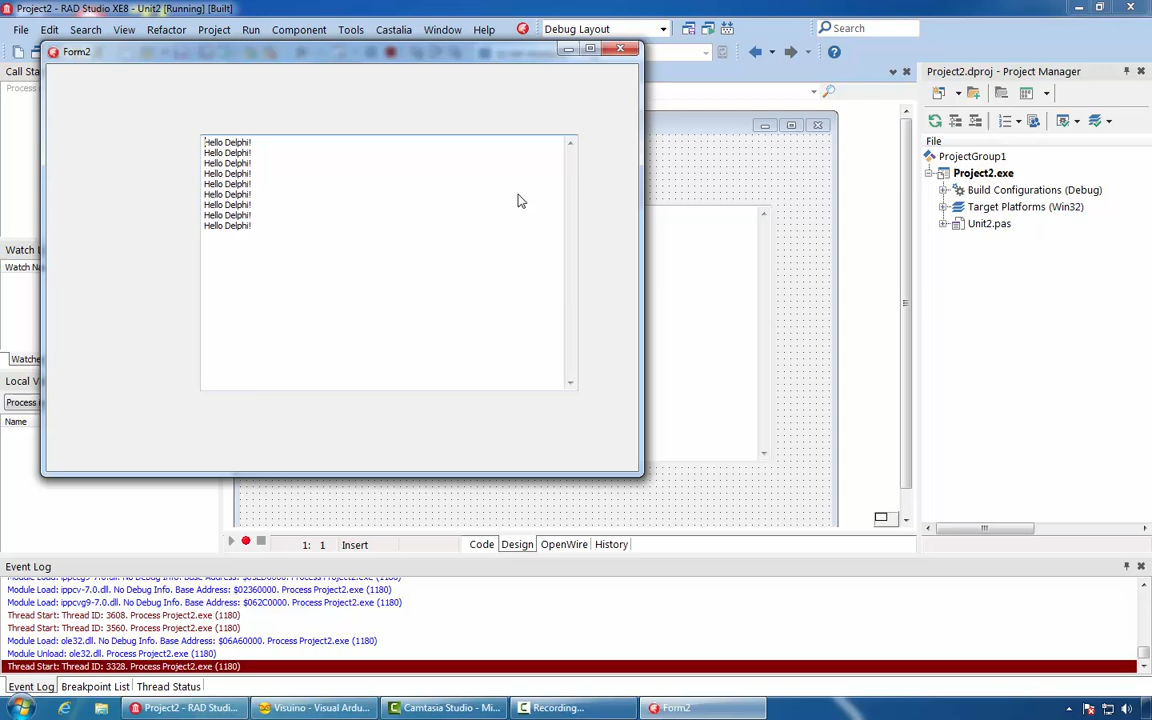 Project2 - RAD Studio XE8 - Unit2 [Running] [Built]
File Edit Search View Refactor Project Run Component Tools Castalia Window Help
Debug Layout
Search
Form2
Call Sta
Process
Project2.dproj - Project Manager
File
ProjectGroup1
Project2.exe
Build Configurations (Debug)
Target Platforms (Win32)
Unit2.pas
Hello Delphi!
Hello Delphi!
Hello Delphi!
Hello Delphi!
Hello Delphi!
Hello Delphi!
Hello Delphi!
Hello Delphi!
Hello Delphi!
Watch L
Watch Na
Watche
Local Va
Process
Name
1: 1 Insert
Code Design OpenWire History
Event Log
Module Load: ippcv-7.0.dll. No Debug Info. Base Address: $02360000. Process Project2.exe (1180)
Module Load: ippcvg9-7.0.dll. No Debug Info. Base Address: $062C0000. Process Project2.exe (1180)
Thread Start: Thread ID: 3608. Process Project2.exe (1180)
Thread Start: Thread ID: 3560. Process Project2.exe (1180)
Module Load: ole32.dll. No Debug Info. Base Address: $06A60000. Process Project2.exe (1180)
Module Unload: ole32.dll. Process Project2.exe (1180)
Thread Start: Thread ID: 3328. Process Project2.exe (1180)
Event Log Breakpoint List Thread Status
Project2 - RAD Studi...
Visuino - Visual Ardu...
Camtasia Studio - Mi...
Recording...
Form2